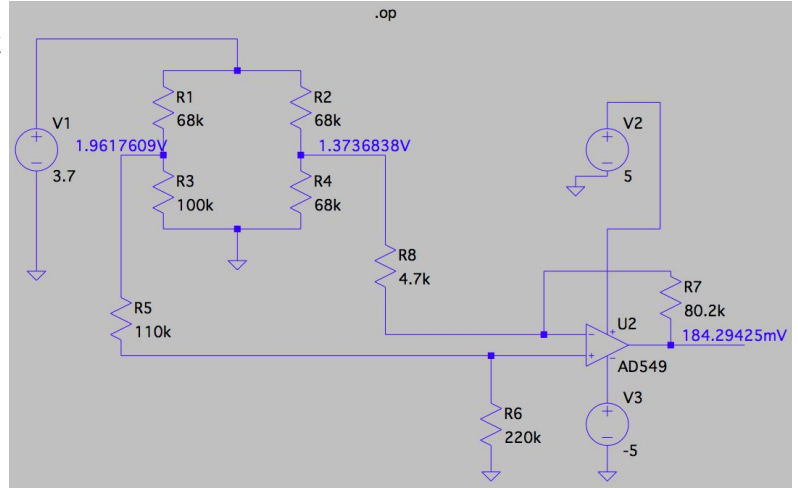 .op
V1
3.7
R1
68k
R2
68k
1.9617609V
1.3736838V
R3
100k
R4
68k
V2
5
R8
4.7k
R7
80.2k
R5
110k
U2
184.29425mV
AD549
V3
-5
R6
220k
+
−
+
−
−
+
+
−
+
−